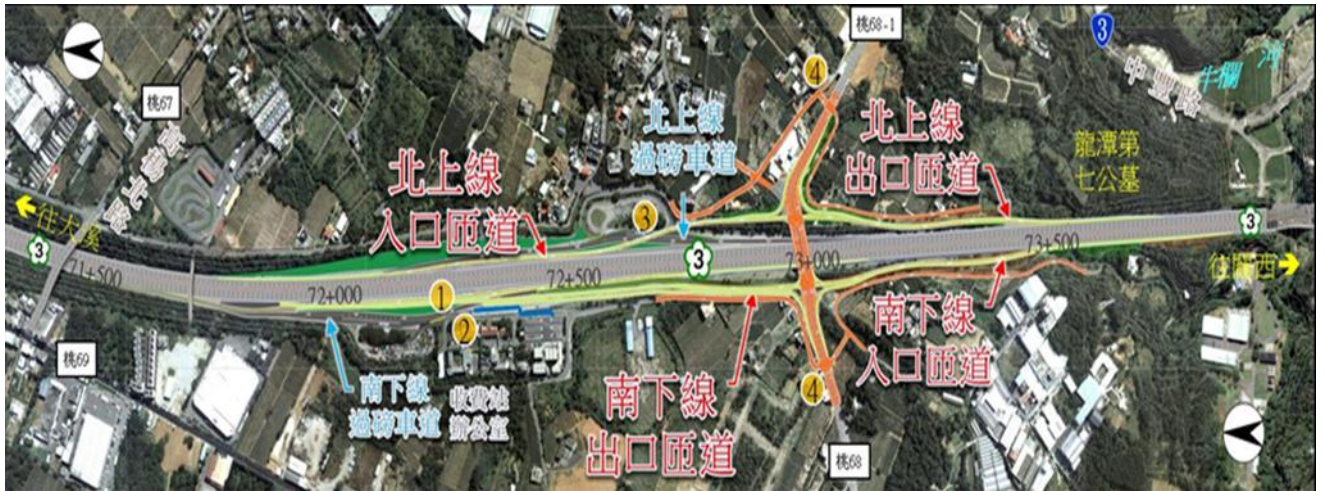 桃68-1
3
中豐路
牛欄河
桃67
4
北上線
過磅車道
北上線
出口匝道
龍潭第
七公墓
北上線
入口匝道
3
往大溪
3
71+500
72+000
72+500
3
73+000
73+500
3
往關西
1
2
桃69
南下線
過磅車道
收費站
辦公室
南下線
出口匝道
4
南下線
入口匝道
桃68